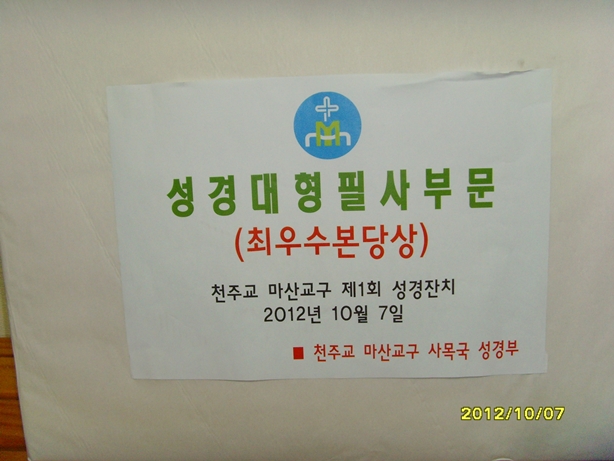 성경대형필사부문
(최우수본당상)
천주교 마산교구 제1회 성경잔치
2012년 10월 7일
■ 천주교 마산교구 사목국 성경부
2012/10/07